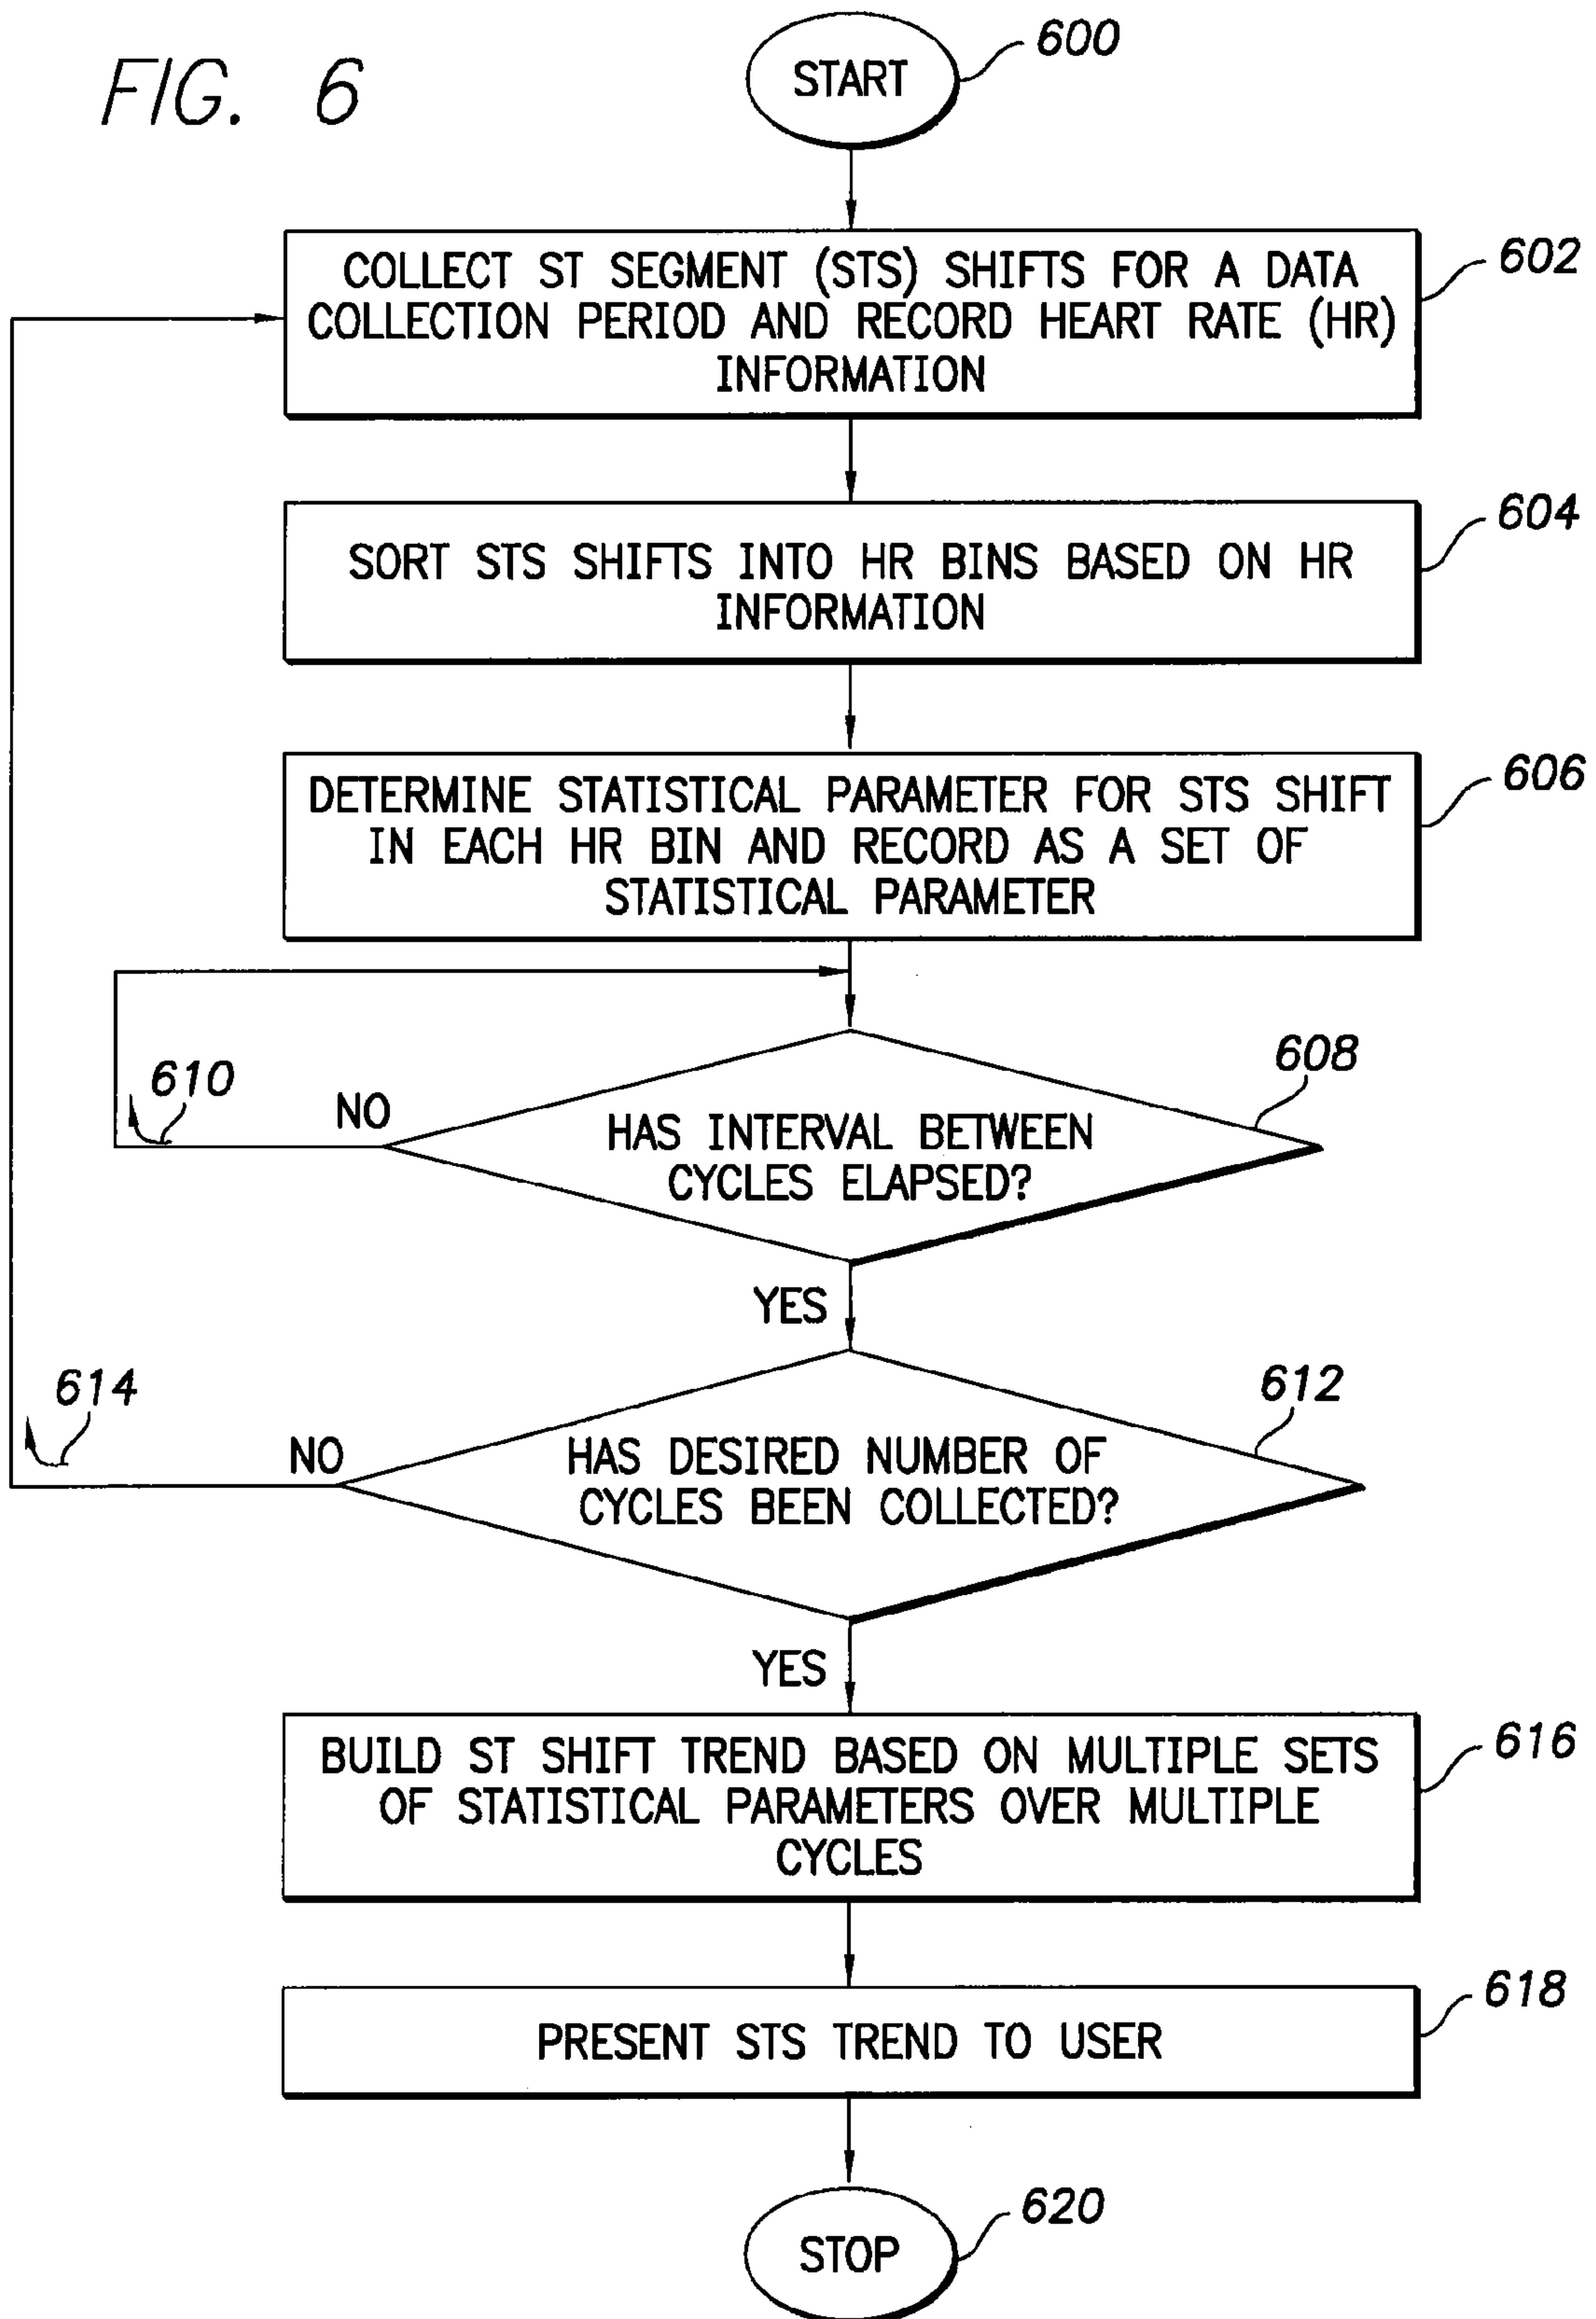 FIG. 6
START
600
COLLECT ST SEGMENT (STS) SHIFTS FOR A DATA
COLLECTION PERIOD AND RECORD HEART RATE (HR)
INFORMATION
602
SORT STS SHIFTS INTO HR BINS BASED ON HR
INFORMATION
604
DETERMINE STATISTICAL PARAMETER FOR STS SHIFT
IN EACH HR BIN AND RECORD AS A SET OF
STATISTICAL PARAMETER
606
608
610
NO
HAS INTERVAL BETWEEN
CYCLES ELAPSED?
YES
612
614
NO
HAS DESIRED NUMBER OF
CYCLES BEEN COLLECTED?
YES
BUILD ST SHIFT TREND BASED ON MULTIPLE SETS
OF STATISTICAL PARAMETERS OVER MULTIPLE
CYCLES
616
PRESENT STS TREND TO USER
618
STOP
620